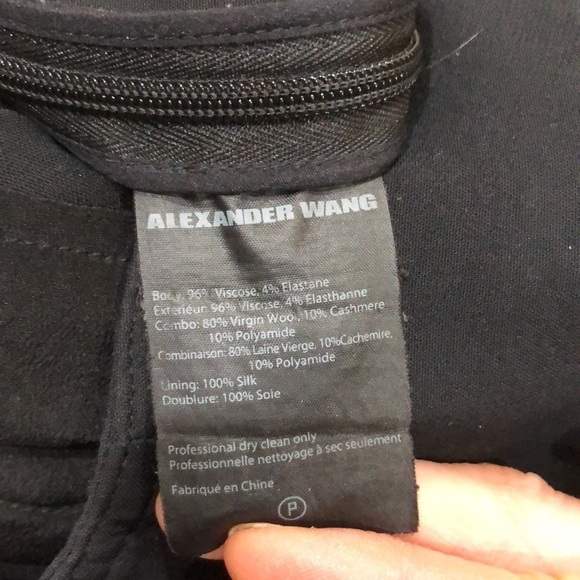 ALEXANDER WANG
Body: 96% Viscose, 4% Elastane
Extérieur: 96% Viscose, 4% Elasthanne
Combo: 80% Virgin Wool, 10% Cashmere
10% Polyamide
Combinaison: 80% Laine Vierge, 10%Cachemire,
10% Polyamide
Lining: 100% Silk
Doublure: 100% Soie
Professional dry clean only
Professionnelle nettoyage à sec seulement
Fabriqué en Chine
P